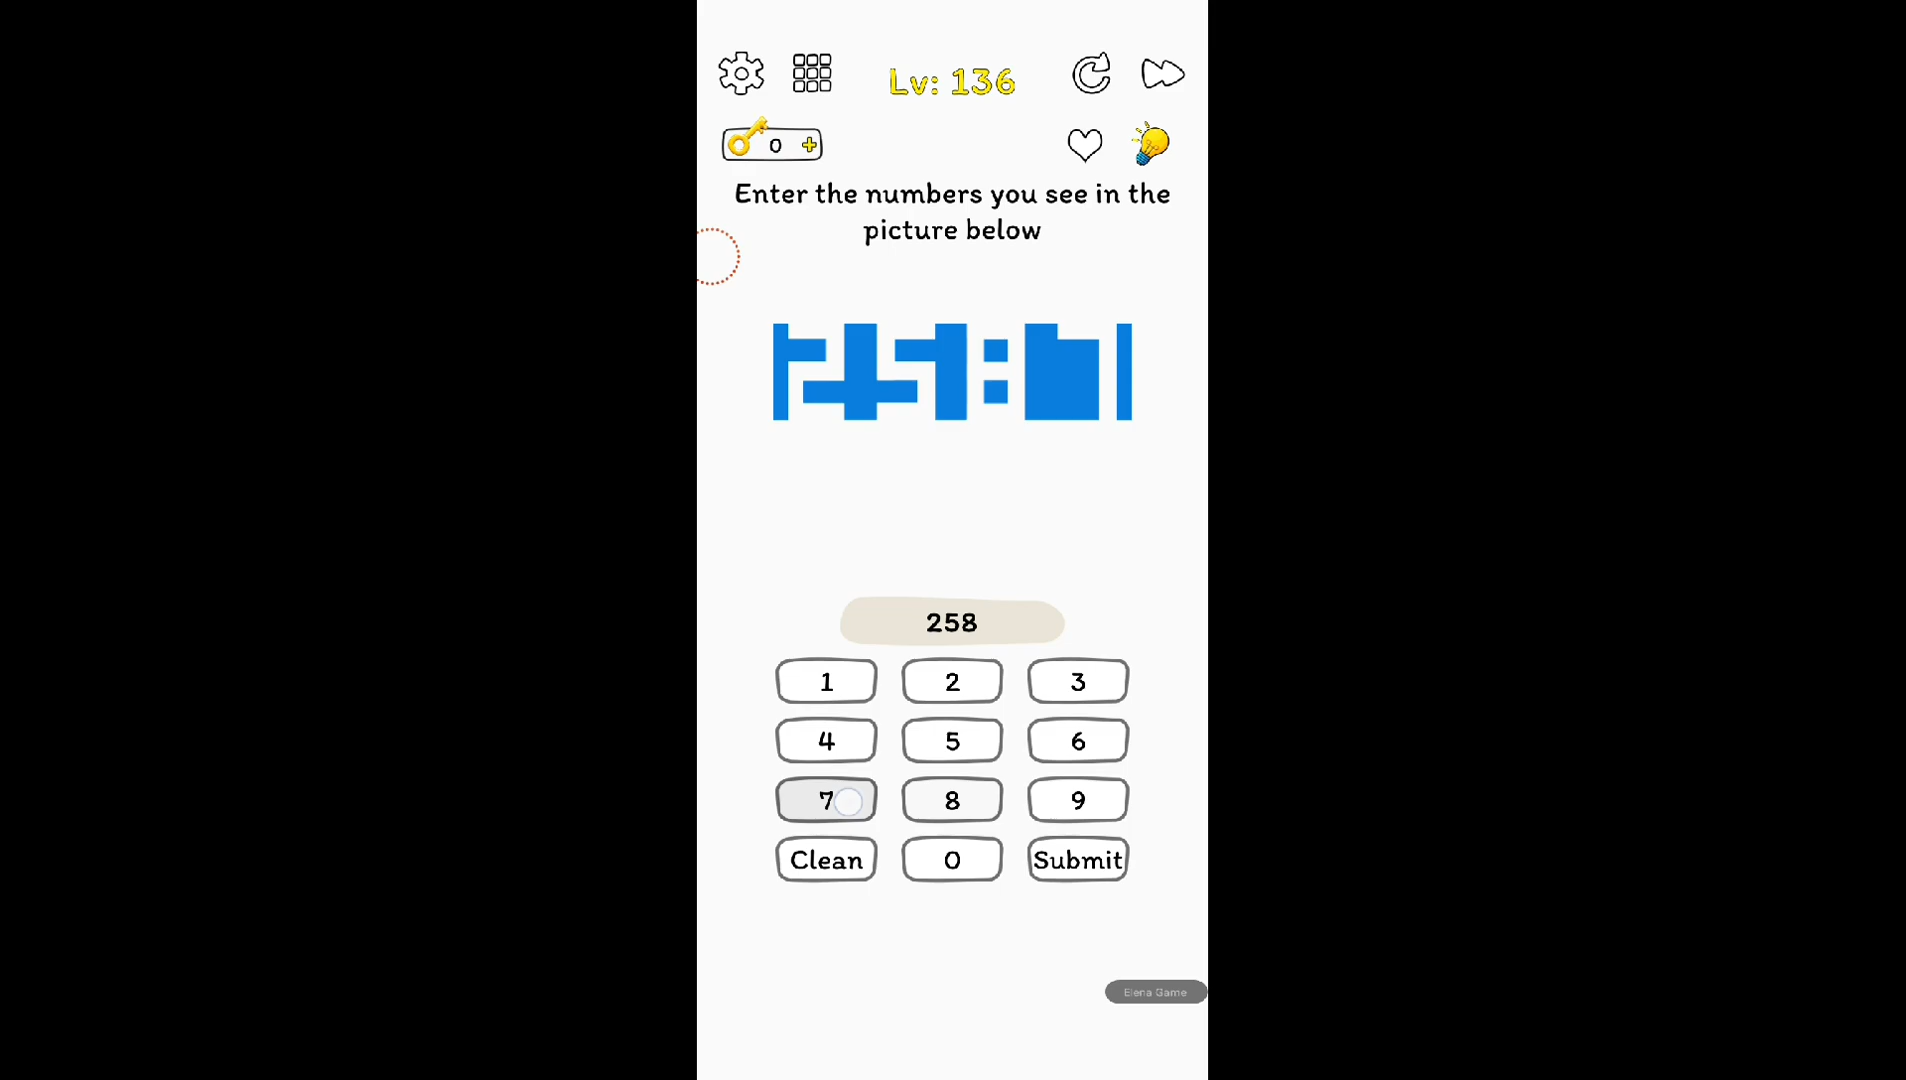 Lv: 136
0 +
Enter the numbers you see in the
picture below
258
1 2 3
4 5 6
7 8 9
Clean 0 Submit
Elena Game